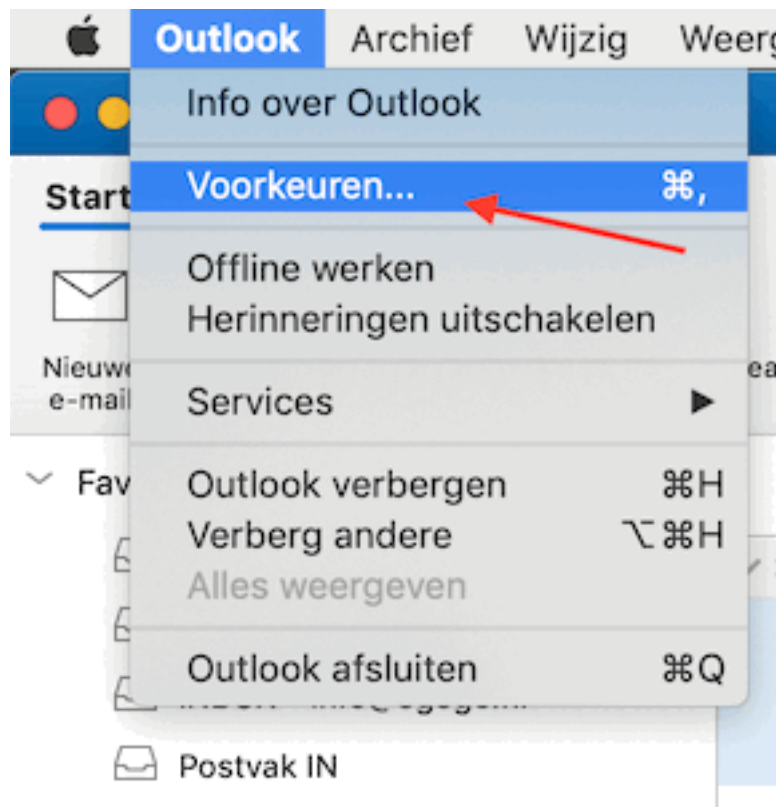 Outlook Archief Wijzig
Info over Outlook
Start
Voorkeuren... ⌘,
Offline werken
Herinneringen uitschakelen
e-mail
Services ▶
Outlook verbergen ⌘H
Verberg andere ⌥⌘H
Alles weergeven
Outlook afsluiten ⌘Q
Postvak IN